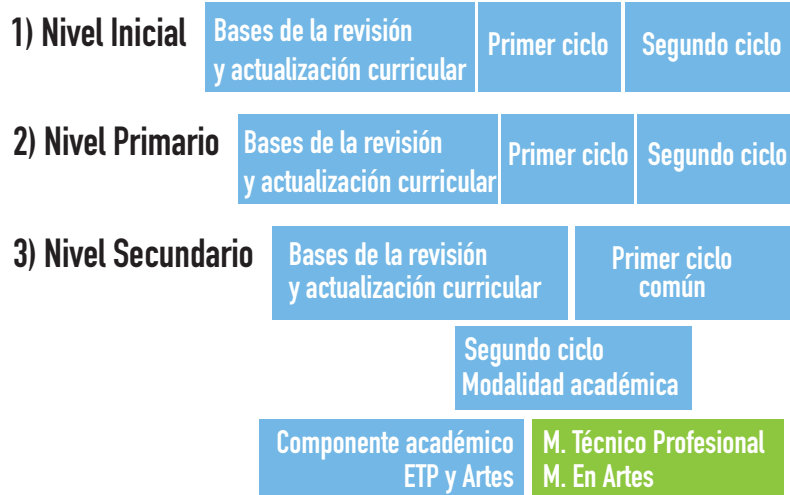 1) Nivel Inicial
Bases de la revisión
y actualización curricular
Primer ciclo
Segundo ciclo
2) Nivel Primario
Bases de la revisión
y actualización curricular
Primer ciclo
Segundo ciclo
3) Nivel Secundario
Bases de la revisión
y actualización curricular
Primer ciclo
común
Segundo ciclo
Modalidad académica
Componente académico
ETP y Artes
M. Técnico Profesional
M. En Artes